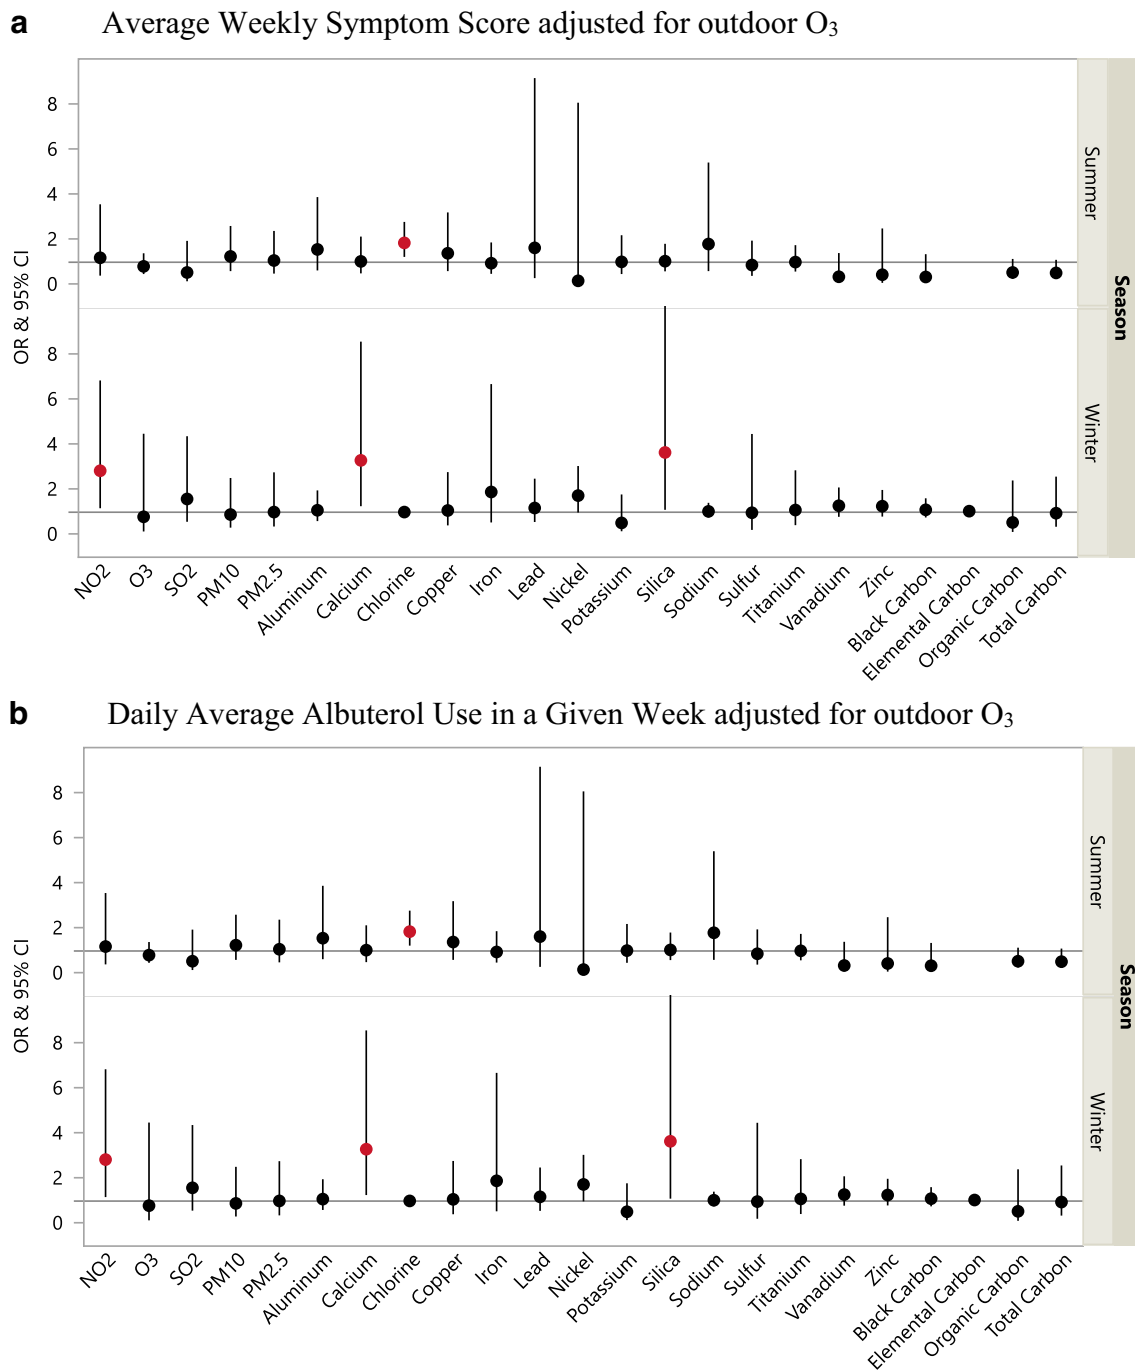 a Average Weekly Symptom Score adjusted for outdoor O₃
8
6
4
2
0
Summer
8
6
4
2
0
Winter
OR & 95% CI
Season
NO2
O3
SO2
PM10
PM2.5
Aluminum
Calcium
Chlorine
Copper
Iron
Lead
Nickel
Potassium
Silica
Sodium
Sulfur
Titanium
Vanadium
Zinc
Black Carbon
Elemental Carbon
Organic Carbon
Total Carbon
b Daily Average Albuterol Use in a Given Week adjusted for outdoor O₃
8
6
4
2
0
Summer
8
6
4
2
0
Winter
OR & 95% CI
Season
NO2
O3
SO2
PM10
PM2.5
Aluminum
Calcium
Chlorine
Copper
Iron
Lead
Nickel
Potassium
Silica
Sodium
Sulfur
Titanium
Vanadium
Zinc
Black Carbon
Elemental Carbon
Organic Carbon
Total Carbon